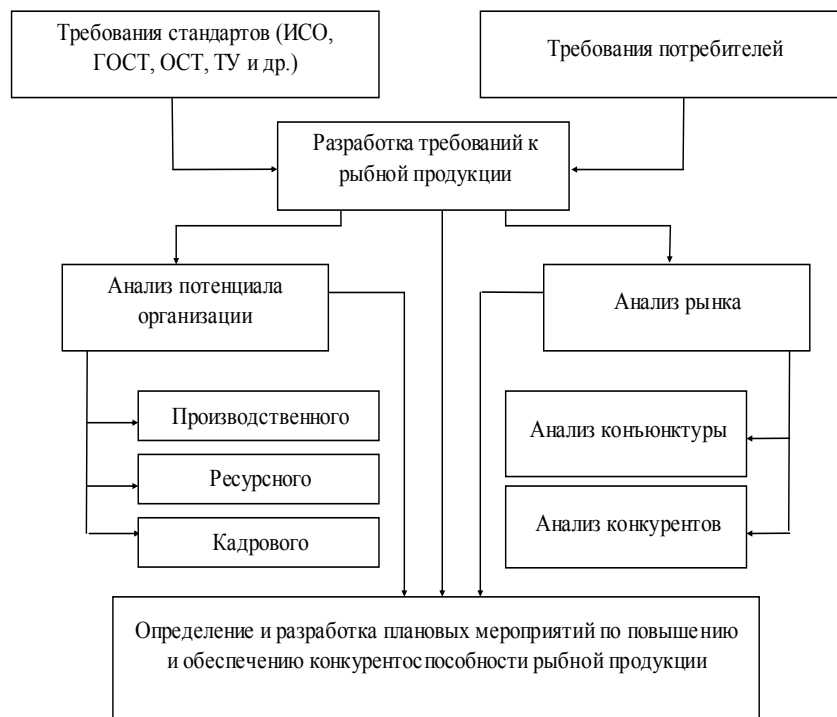 Требования стандартов (ИСО,
ГОСТ, ОСТ, ТУ и др.)
Требования потребителей
Разработка требований к
рыбной продукции
Анализ потенциала
организации
Анализ рынка
Производственного
Ресурсного
Кадрового
Анализ конъюнктуры
Анализ конкурентов
Определение и разработка плановых мероприятий по повышению
и обеспечению конкурентоспособности рыбной продукции